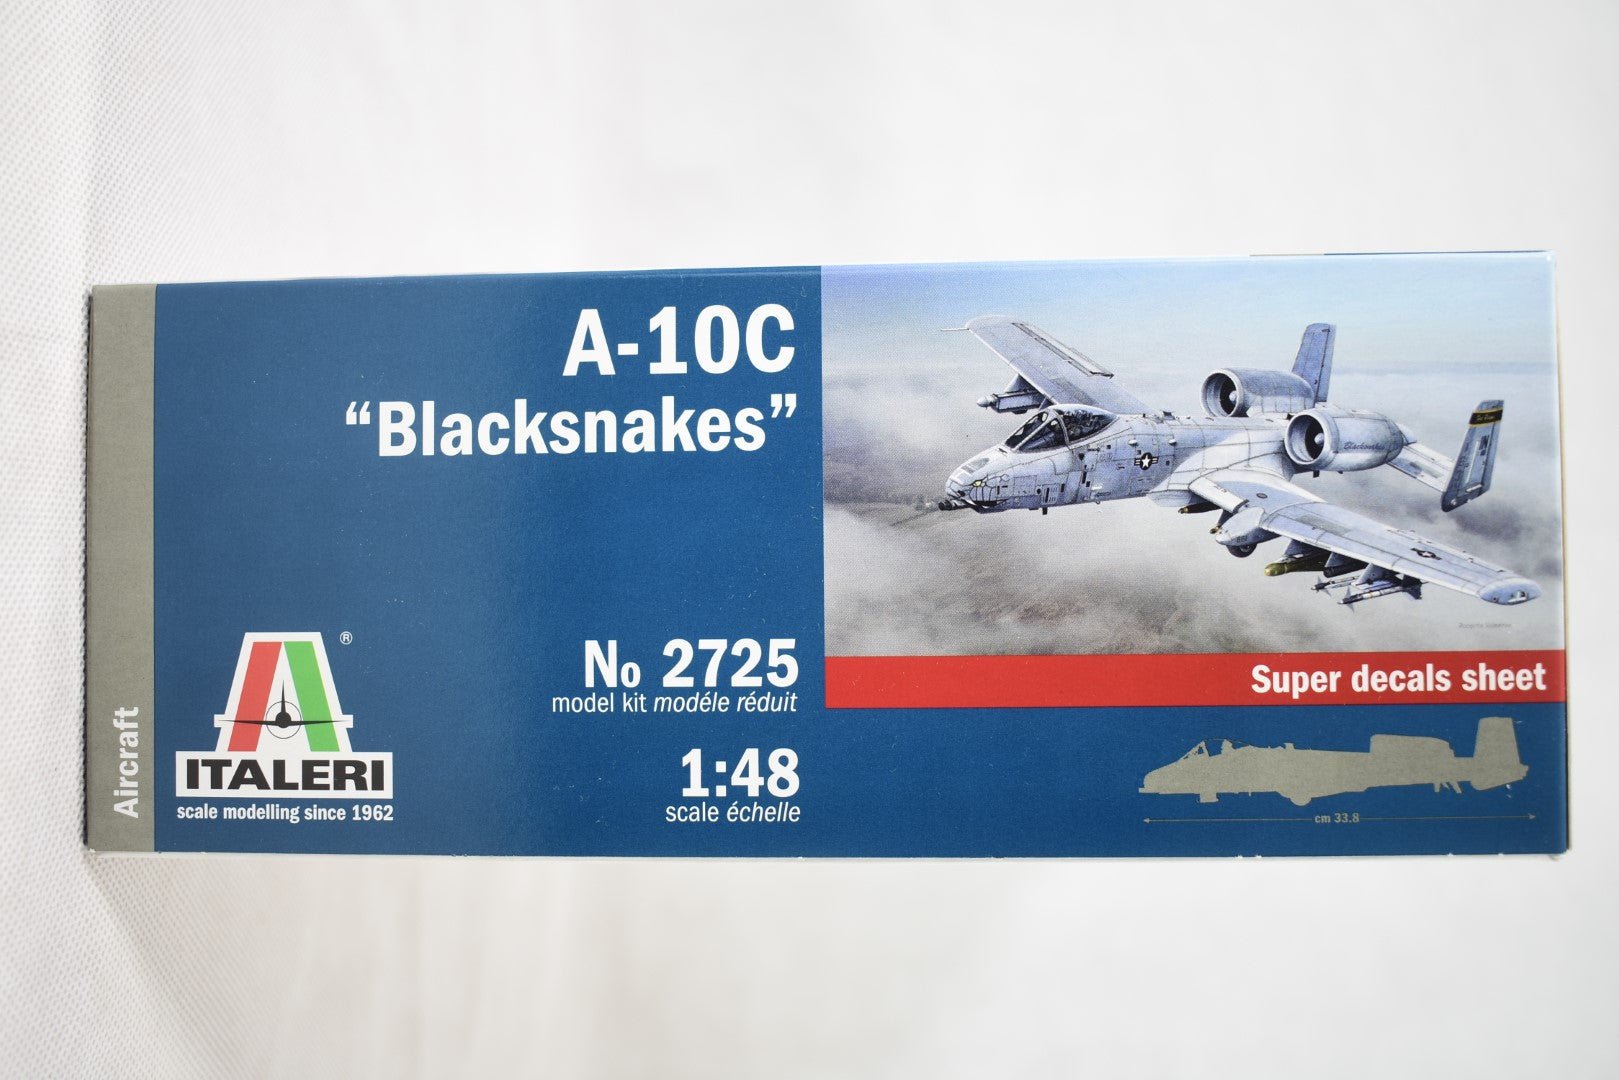 A-10C
“Blacksnakes”
No 2725
model kit modéle réduit
1:48
scale échelle
Aircraft
®
ITALERI
scale modelling since 1962
Blacksnakes
Super decals sheet
cm 33.8